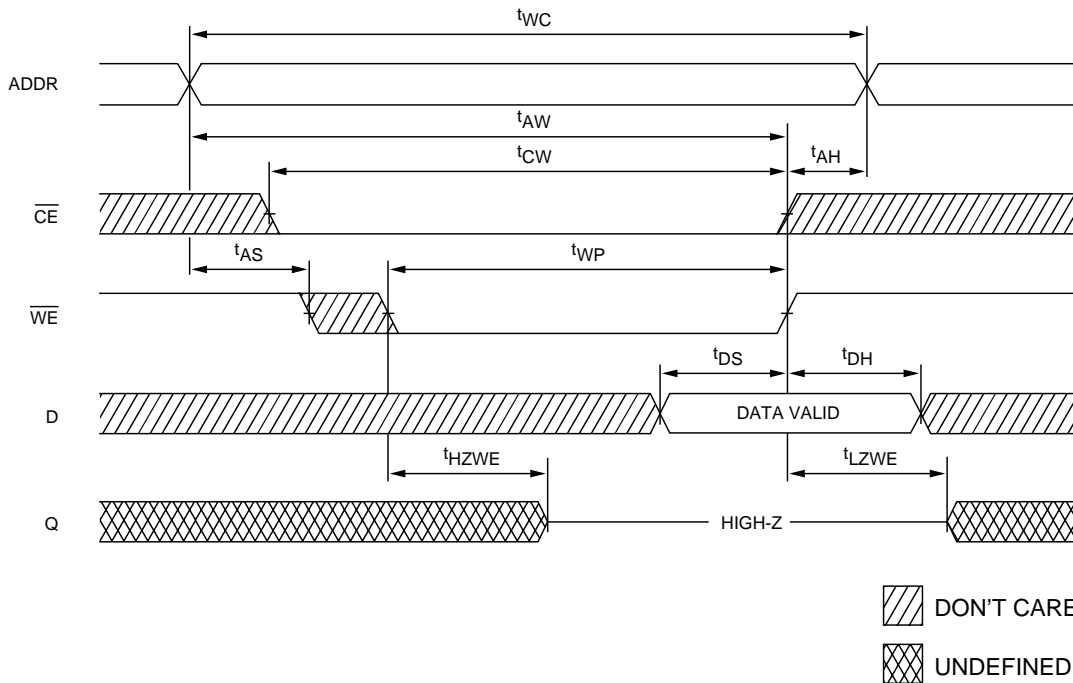 tWC
ADDR
tAW
tCW
tAH
CE
tAS
tWP
WE
tDS
tDH
D
DATA VALID
tHZWE
tLZWE
Q
HIGH-Z
DON'T CARE
UNDEFINED